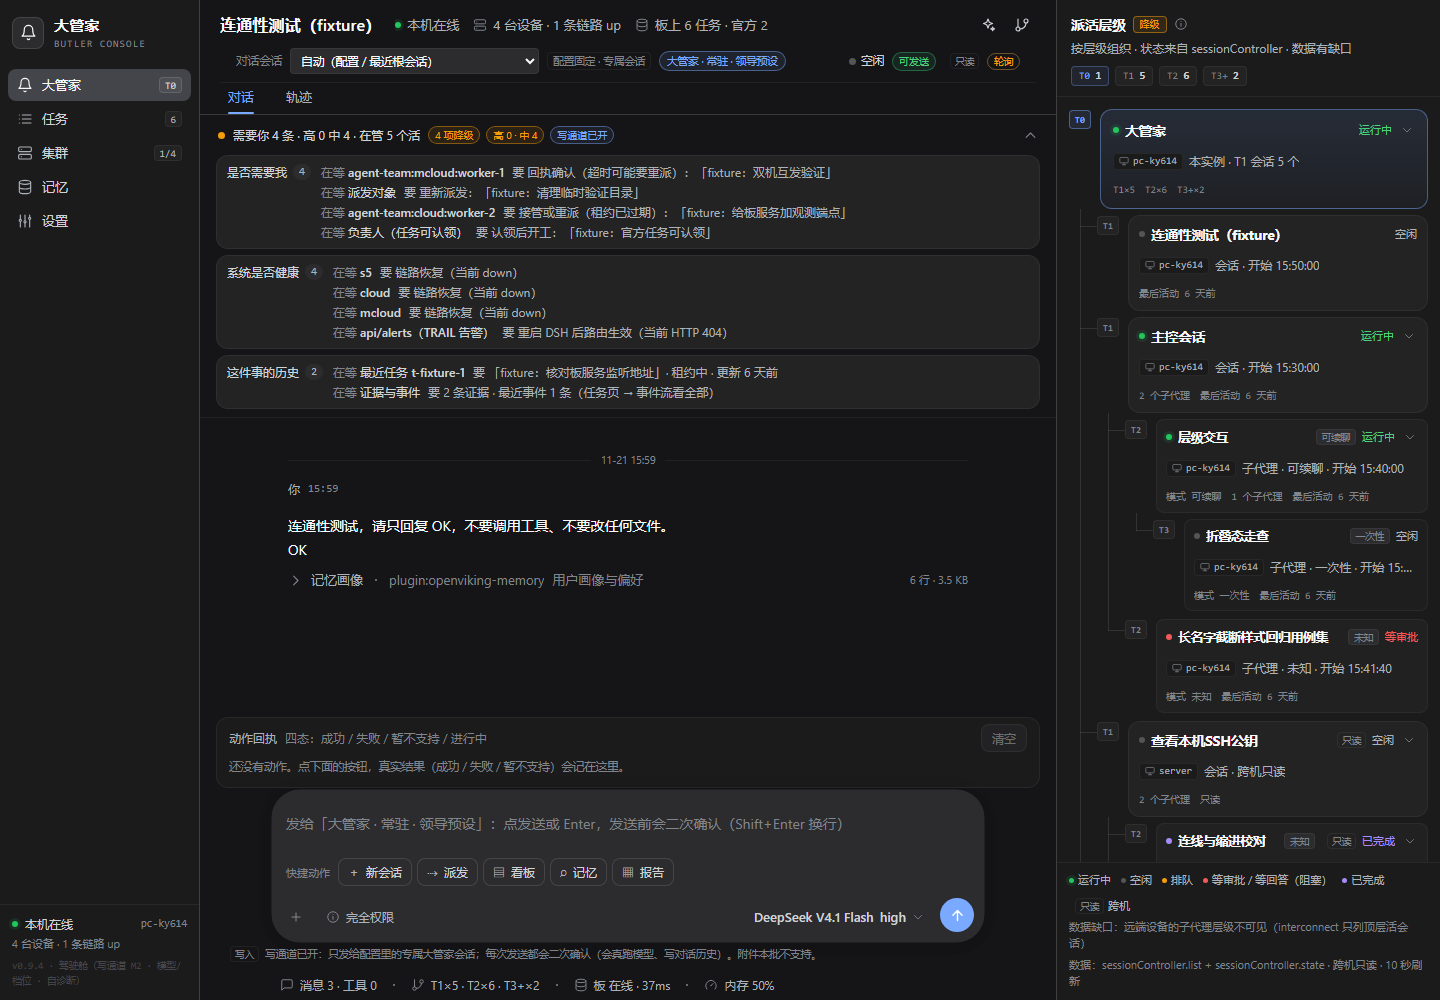 大管家
BUTLER CONSOLE
大管家 T0
任务 6
集群 1/4
记忆
设置
本机在线 pc-ky614
4 台设备 · 1 条链路 up
v0.9.4 · 驾驶舱（写通道 M2 · 模型/
档位 · 自诊断）
连通性测试（fixture） 本机在线 4 台设备 · 1 条链路 up 板上 6 任务 · 官方 2
对话会话 自动（配置 / 最近根会话） 配置固定 · 专属会话 大管家 · 常驻 · 领导预设 空闲 可发送 只读 轮询
对话 轨迹
需要你 4 条 · 高 0 中 4 · 在管 5 个活 4 项降级 高 0 · 中 4 写通道已开
是否需要我 4 在等 agent-team:mcloud:worker-1 要 回执确认（超时可能要重派）：「fixture：双机互发验证」
在等 派发对象 要 重新派发：「fixture：清理临时验证目录」
在等 agent-team:cloud:worker-2 要 接管或重派（租约已过期）：「fixture：给板服务加观测端点」
在等 负责人（任务可认领） 要 认领后开工：「fixture：官方任务可认领」
系统是否健康 4 在等 s5 要 链路恢复（当前 down）
在等 cloud 要 链路恢复（当前 down）
在等 mcloud 要 链路恢复（当前 down）
在等 api/alerts（TRAIL 告警） 要 重启 DSH 后路由生效（当前 HTTP 404）
这件事的历史 2 在等 最近任务 t-fixture-1 要 「fixture：核对板服务监听地址」· 租约中 · 更新 6 天前
在等 证据与事件 要 2 条证据 · 最近事件 1 条（任务页 → 事件流看全部）
11-21 15:59
你 15:59
连通性测试，请只回复 OK，不要调用工具、不要改任何文件。
OK
记忆画像 · plugin:openviking-memory 用户画像与偏好 6 行 · 3.5 KB
动作回执 四态：成功 / 失败 / 暂不支持 / 进行中 清空
还没有动作。点下面的按钮，真实结果（成功 / 失败 / 暂不支持）会记在这里。
发给「大管家 · 常驻 · 领导预设」：点发送或 Enter，发送前会二次确认（Shift+Enter 换行）
快捷动作 + 新会话 派发 看板 记忆 报告
+ 完全权限 DeepSeek V4.1 Flash high
写入 写通道已开：只发给配置里的专属大管家会话；每次发送都会二次确认（会真跑模型、写对话历史）。附件本批不支持。
消息 3 · 工具 0 · T1×5 · T2×6 · T3+×2 · 板 在线 · 37ms · 内存 50%
派活层级 降级
按层级组织 · 状态来自 sessionController · 数据有缺口
T0 1 T1 5 T2 6 T3+ 2
T0 大管家 运行中
pc-ky614 本实例 · T1 会话 5 个
T1×5 T2×6 T3+×2
T1 连通性测试（fixture） 空闲
pc-ky614 会话 · 开始 15:50:00
最后活动 6 天前
T1 主控会话 运行中
pc-ky614 会话 · 开始 15:30:00
2 个子代理 最后活动 6 天前
T2 层级交互 可续聊 运行中
pc-ky614 子代理 · 可续聊 · 开始 15:40:00
模式 可续聊 1 个子代理 最后活动 6 天前
T3 折叠态走查 一次性 空闲
pc-ky614 子代理 · 一次性 · 开始 15:...
模式 一次性 最后活动 6 天前
T2 长名字截断样式回归用例集 未知 等审批
pc-ky614 子代理 · 未知 · 开始 15:41:40
模式 未知 最后活动 6 天前
T1 查看本机SSH公钥 只读 空闲
server 会话 · 跨机只读
2 个子代理 只读
T2 连线与缩进校对 未知 只读 已完成
运行中 空闲 排队 等审批 / 等回答（阻塞） 已完成
只读 跨机
数据缺口：远端设备的子代理层级不可见（interconnect 只列顶层活会
话）
数据：sessionController.list + sessionController.state · 跨机只读 · 10 秒刷
新